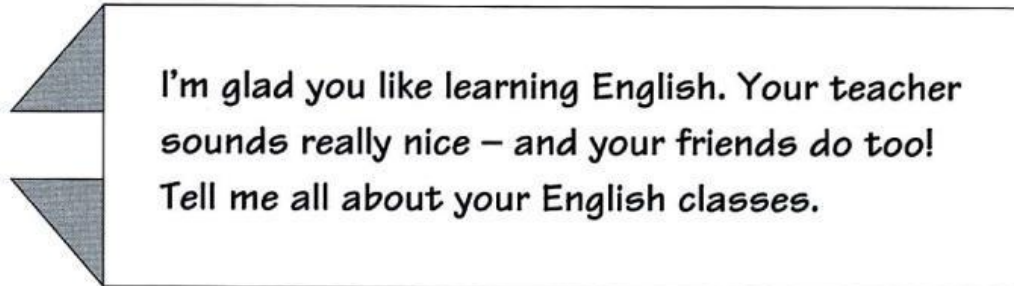 I'm glad you like learning English. Your teacher
sounds really nice – and your friends do too!
Tell me all about your English classes.